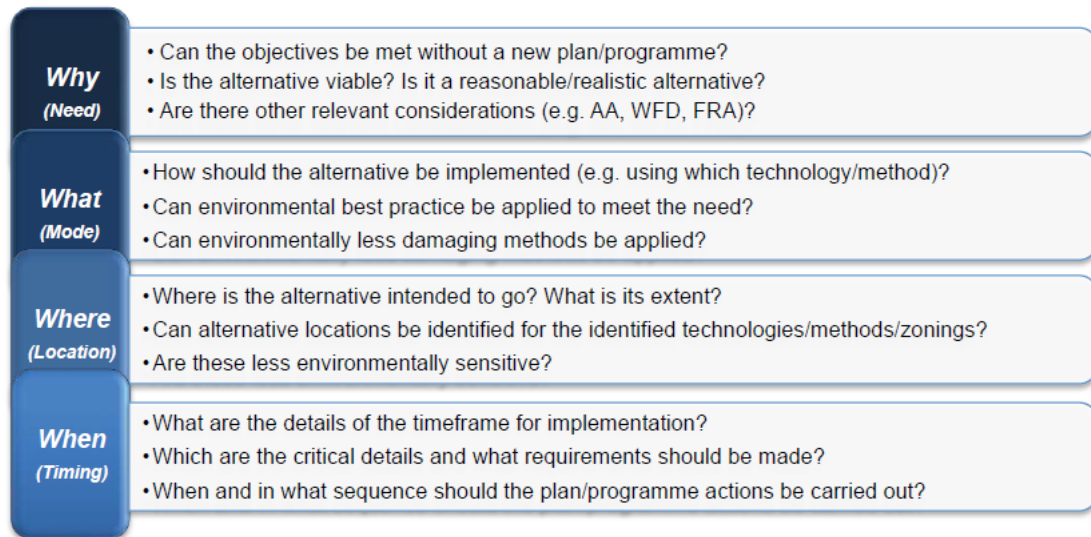 Why
(Need)
• Can the objectives be met without a new plan/programme?
• Is the alternative viable? Is it a reasonable/realistic alternative?
• Are there other relevant considerations (e.g. AA, WFD, FRA)?
What
(Mode)
• How should the alternative be implemented (e.g. using which technology/method)?
• Can environmental best practice be applied to meet the need?
• Can environmentally less damaging methods be applied?
Where
(Location)
• Where is the alternative intended to go? What is its extent?
• Can alternative locations be identified for the identified technologies/methods/zonings?
• Are these less environmentally sensitive?
When
(Timing)
• What are the details of the timeframe for implementation?
• Which are the critical details and what requirements should be made?
• When and in what sequence should the plan/programme actions be carried out?